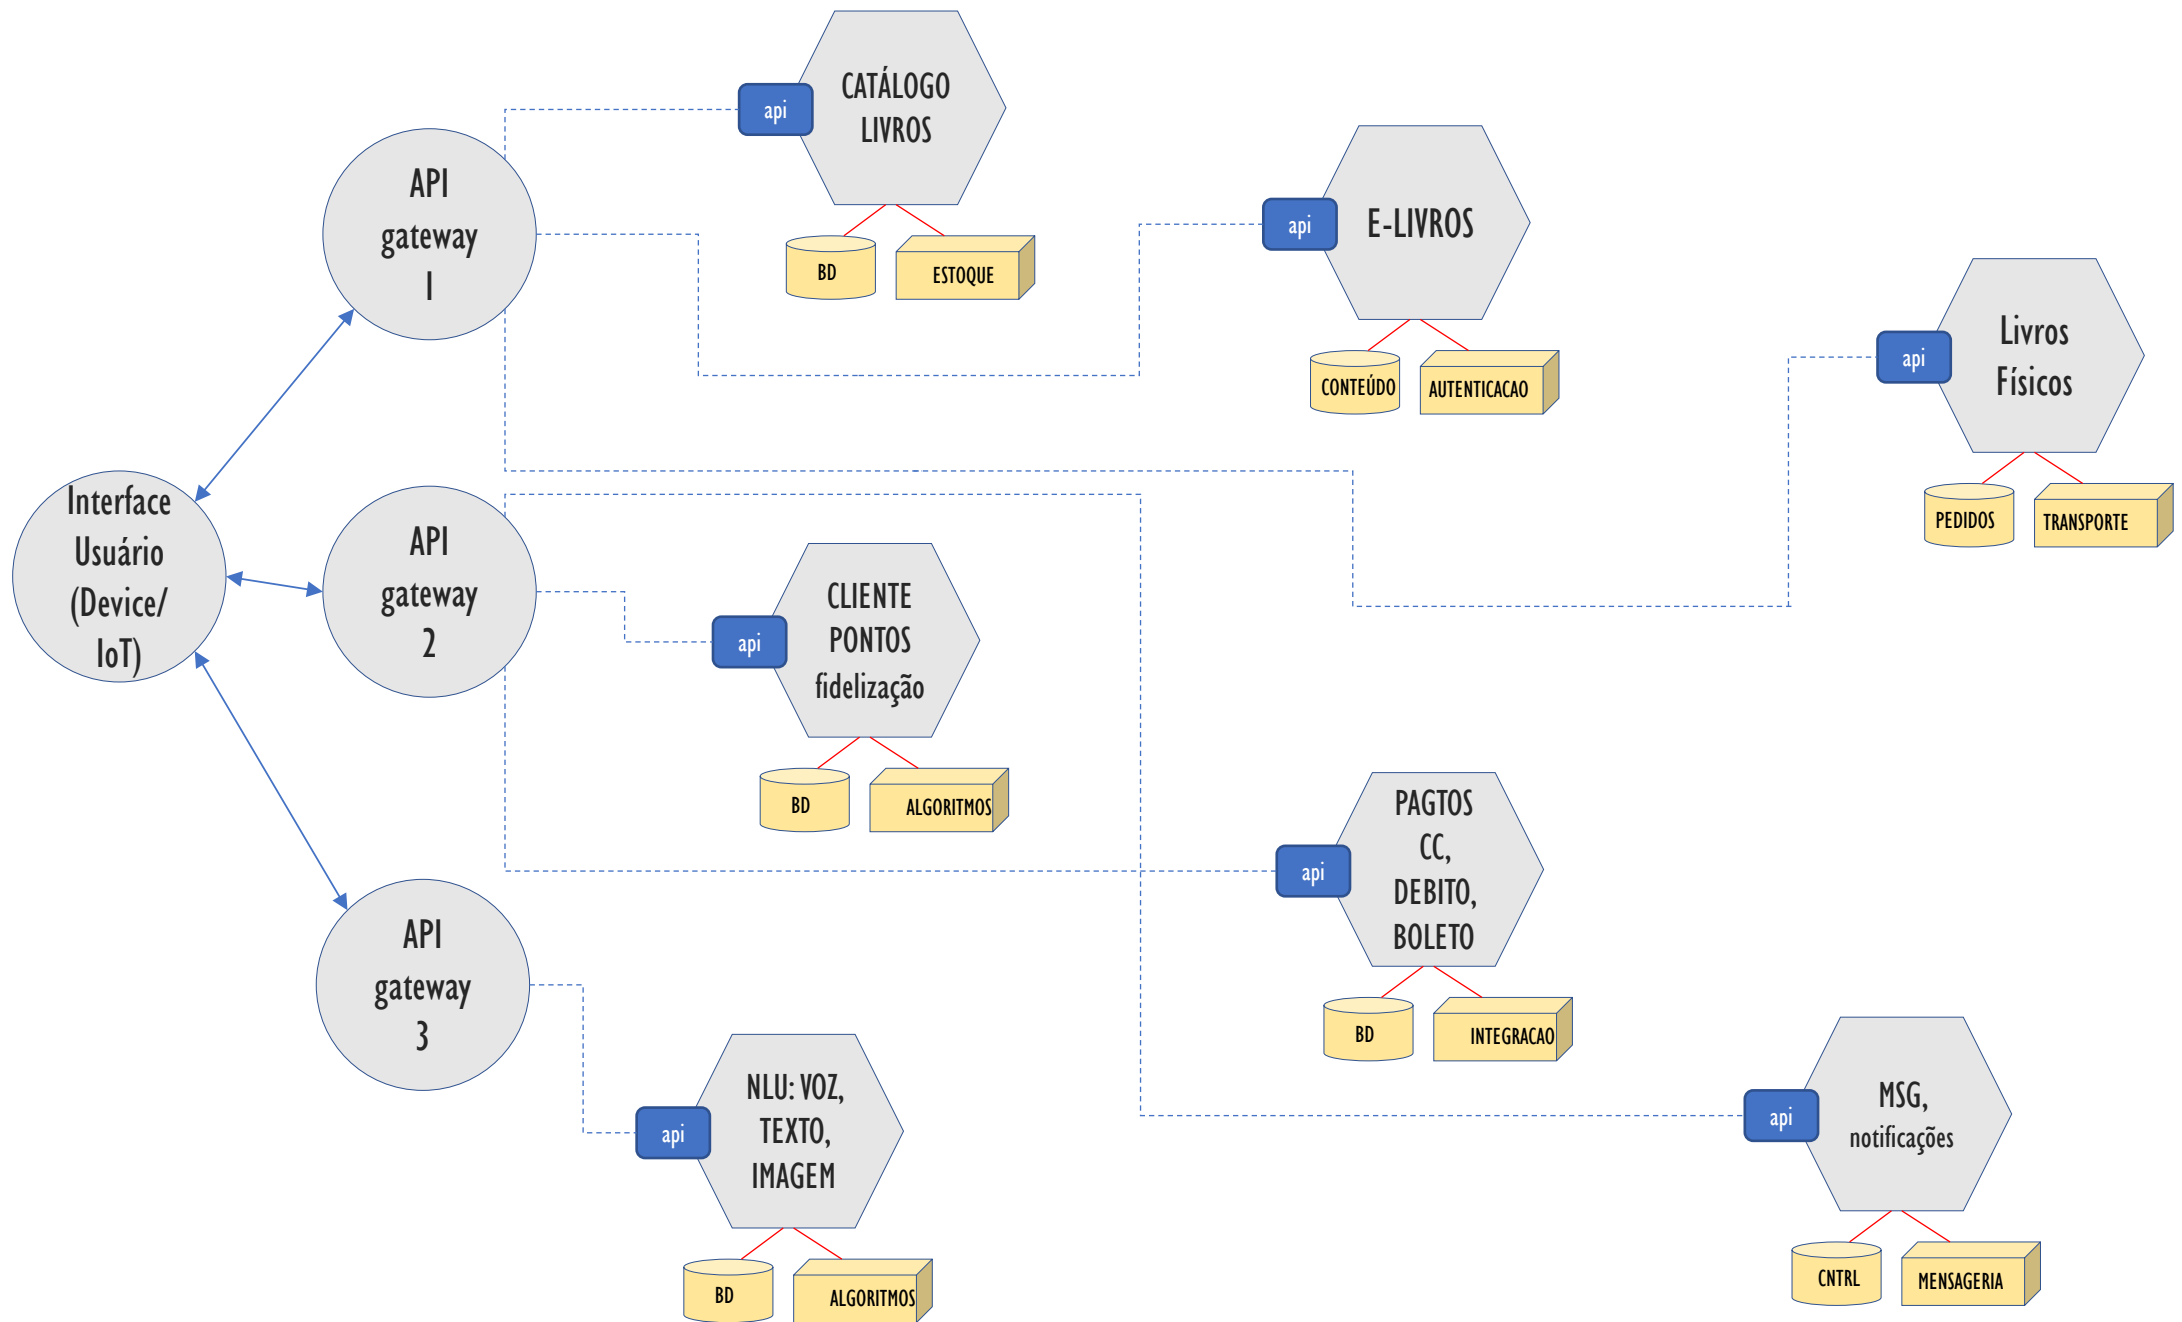 CATÁLOGO
LIVROS
api
BD
ESTOQUE
API
gateway
1
api
E-LIVROS
CONTEÚDO
AUTENTICACAO
api
Livros
Físicos
PEDIDOS
TRANSPORTE
Interface
Usuário
(Device/
IoT)
API
gateway
2
api
CLIENTE
PONTOS
fidelização
BD
ALGORITMOS
api
PAGTOS
CC,
DEBITO,
BOLETO
BD
INTEGRACAO
API
gateway
3
api
NLU: VOZ,
TEXTO,
IMAGEM
BD
ALGORITMOS
api
MSG,
notificações
CNTRL
MENSAGERIA